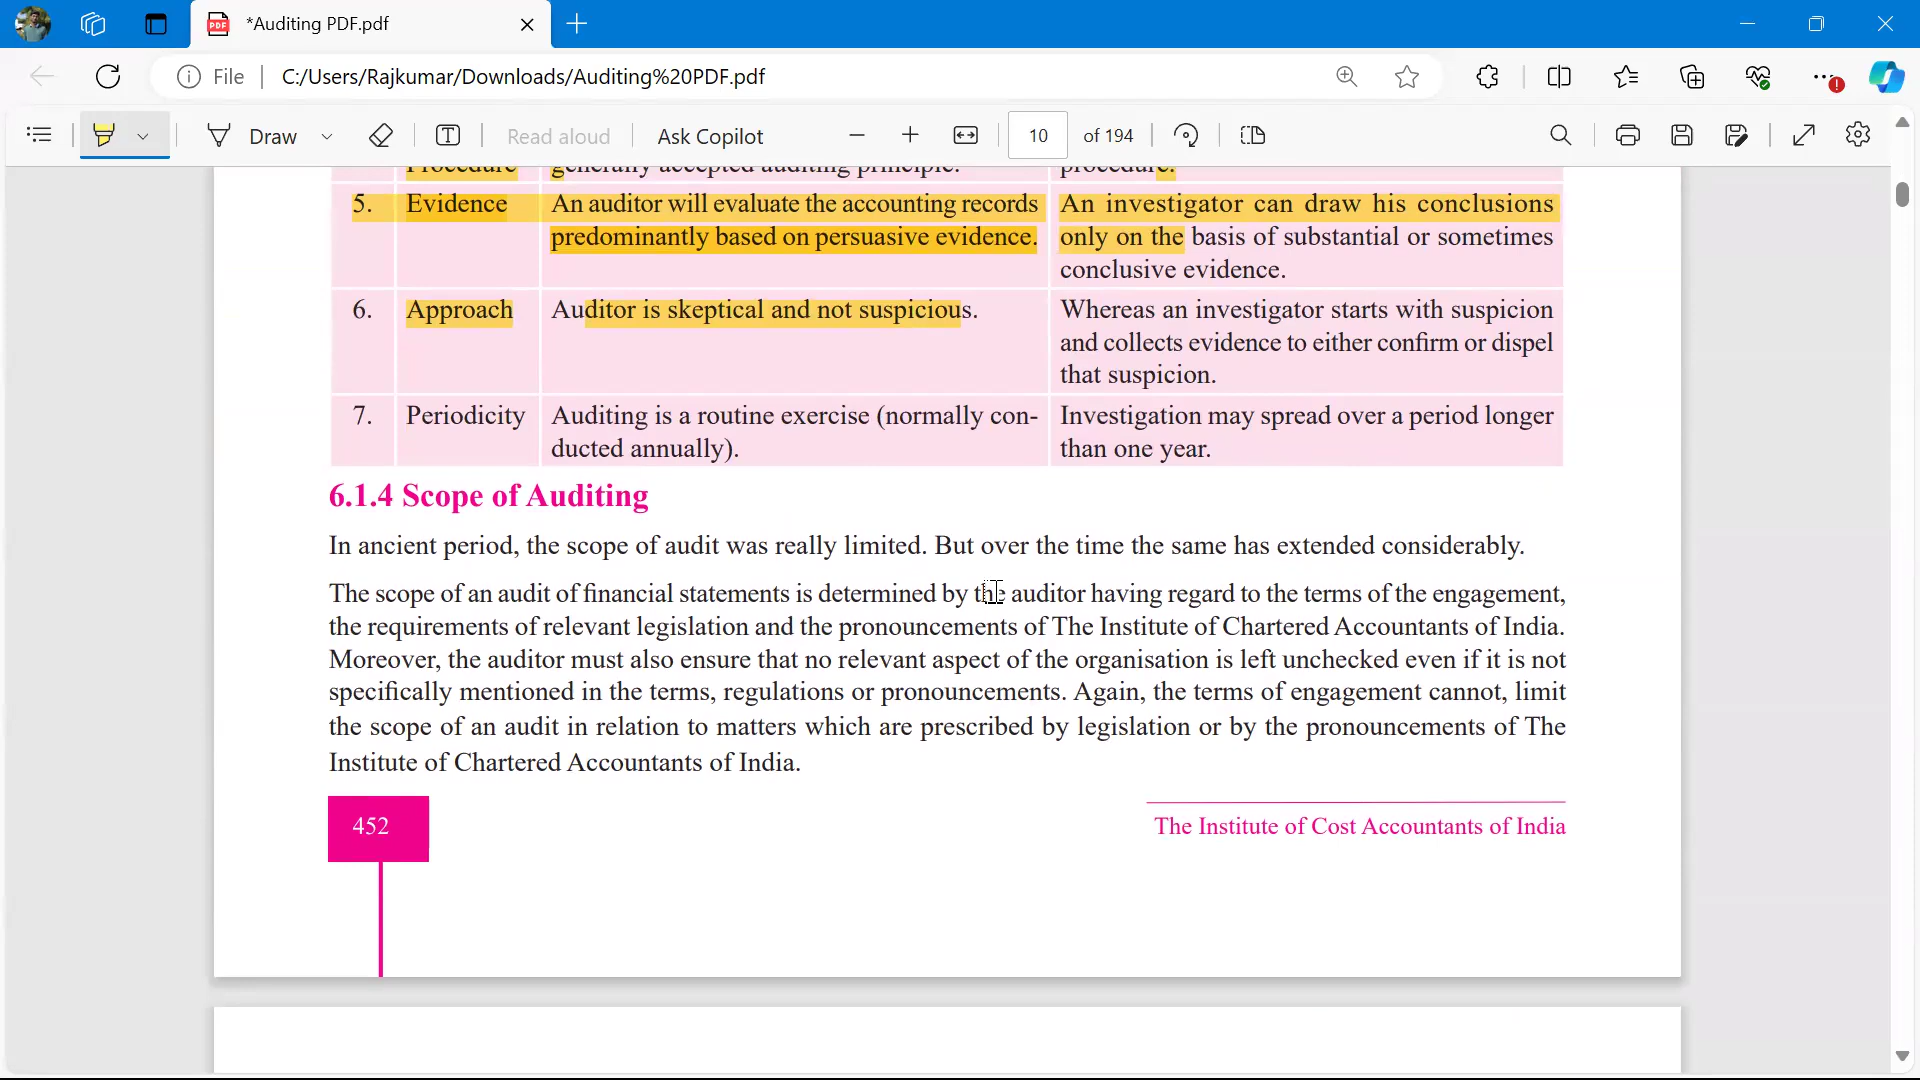 *Auditing PDF.pdf
File
C:/Users/Rajkumar/Downloads/Auditing%20PDF.pdf
Draw
Read aloud
Ask Copilot
10 of 194
Procedure generally accepted auditing principle. procedure.
5. Evidence An auditor will evaluate the accounting records An investigator can draw his conclusions
predominantly based on persuasive evidence. only on the basis of substantial or sometimes
conclusive evidence.
6. Approach Auditor is skeptical and not suspicious. Whereas an investigator starts with suspicion
and collects evidence to either confirm or dispel
that suspicion.
7. Periodicity Auditing is a routine exercise (normally con- Investigation may spread over a period longer
ducted annually). than one year.
6.1.4 Scope of Auditing
In ancient period, the scope of audit was really limited. But over the time the same has extended considerably.
The scope of an audit of financial statements is determined by the auditor having regard to the terms of the engagement,
the requirements of relevant legislation and the pronouncements of The Institute of Chartered Accountants of India.
Moreover, the auditor must also ensure that no relevant aspect of the organisation is left unchecked even if it is not
specifically mentioned in the terms, regulations or pronouncements. Again, the terms of engagement cannot, limit
the scope of an audit in relation to matters which are prescribed by legislation or by the pronouncements of The
Institute of Chartered Accountants of India.
452
The Institute of Cost Accountants of India